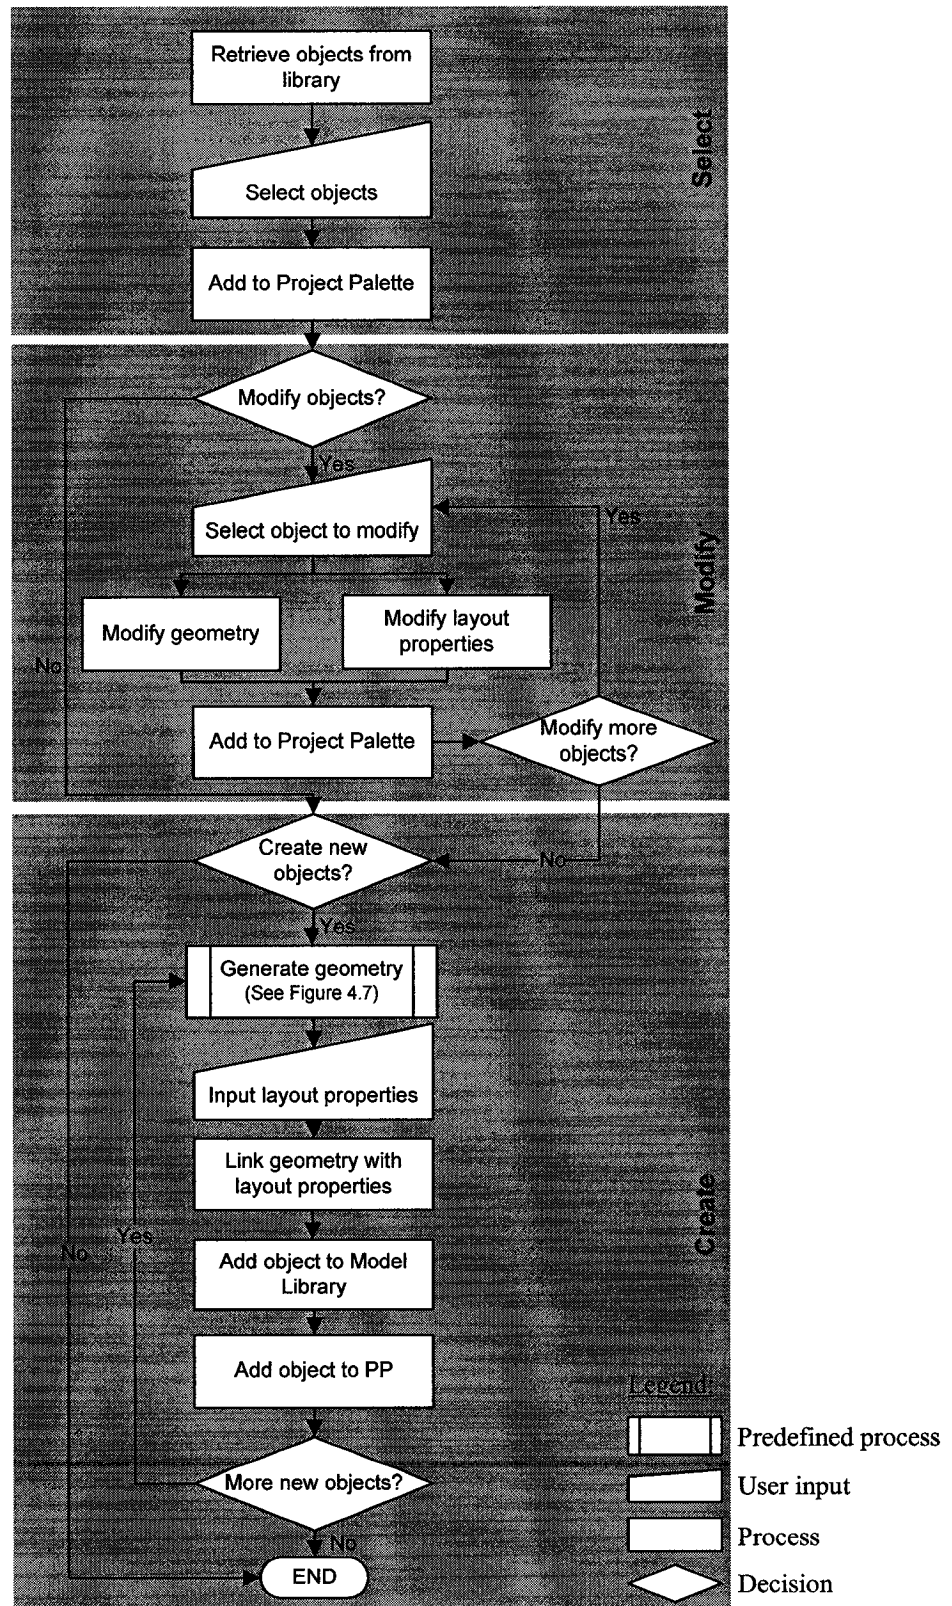 Retrieve objects from
library
Select objects
Add to Project Palette
Select
Modify objects?
Yes
Select object to modify
Yes
Modify geometry
Modify layout
properties
No
Add to Project Palette
Modify more
objects?
Modify
Create new
objects?
No
Yes
Generate geometry
(See Figure 4.7)
Input layout properties
Link geometry with
layout properties
Yes
No
Add object to Model
Library
Add object to PP
More new objects?
No
END
Create
Legend:
Predefined process
User input
Process
Decision